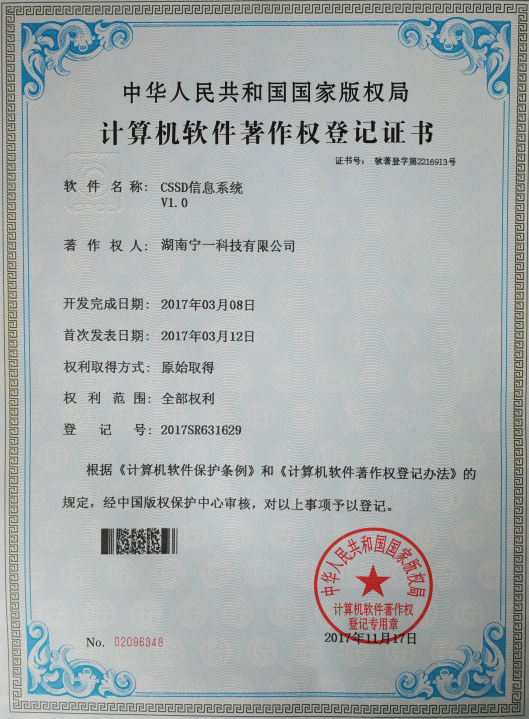 中华人民共和国国家版权局
计算机软件著作权登记证书
证书号： 软著登字第2216913号
软件名称： CSSD信息系统
V1.0
著作权人： 湖南宁一科技有限公司
开发完成日期： 2017年03月08日
首次发表日期： 2017年03月12日
权利取得方式： 原始取得
权利范围： 全部权利
登记号： 2017SR631629
根据《计算机软件保护条例》和《计算机软件著作权登记办法》的
规定，经中国版权保护中心审核，对以上事项予以登记。
中华人民共和国国家版权局
计算机软件著作权
登记专用章
No. 02096348
2017年11月17日